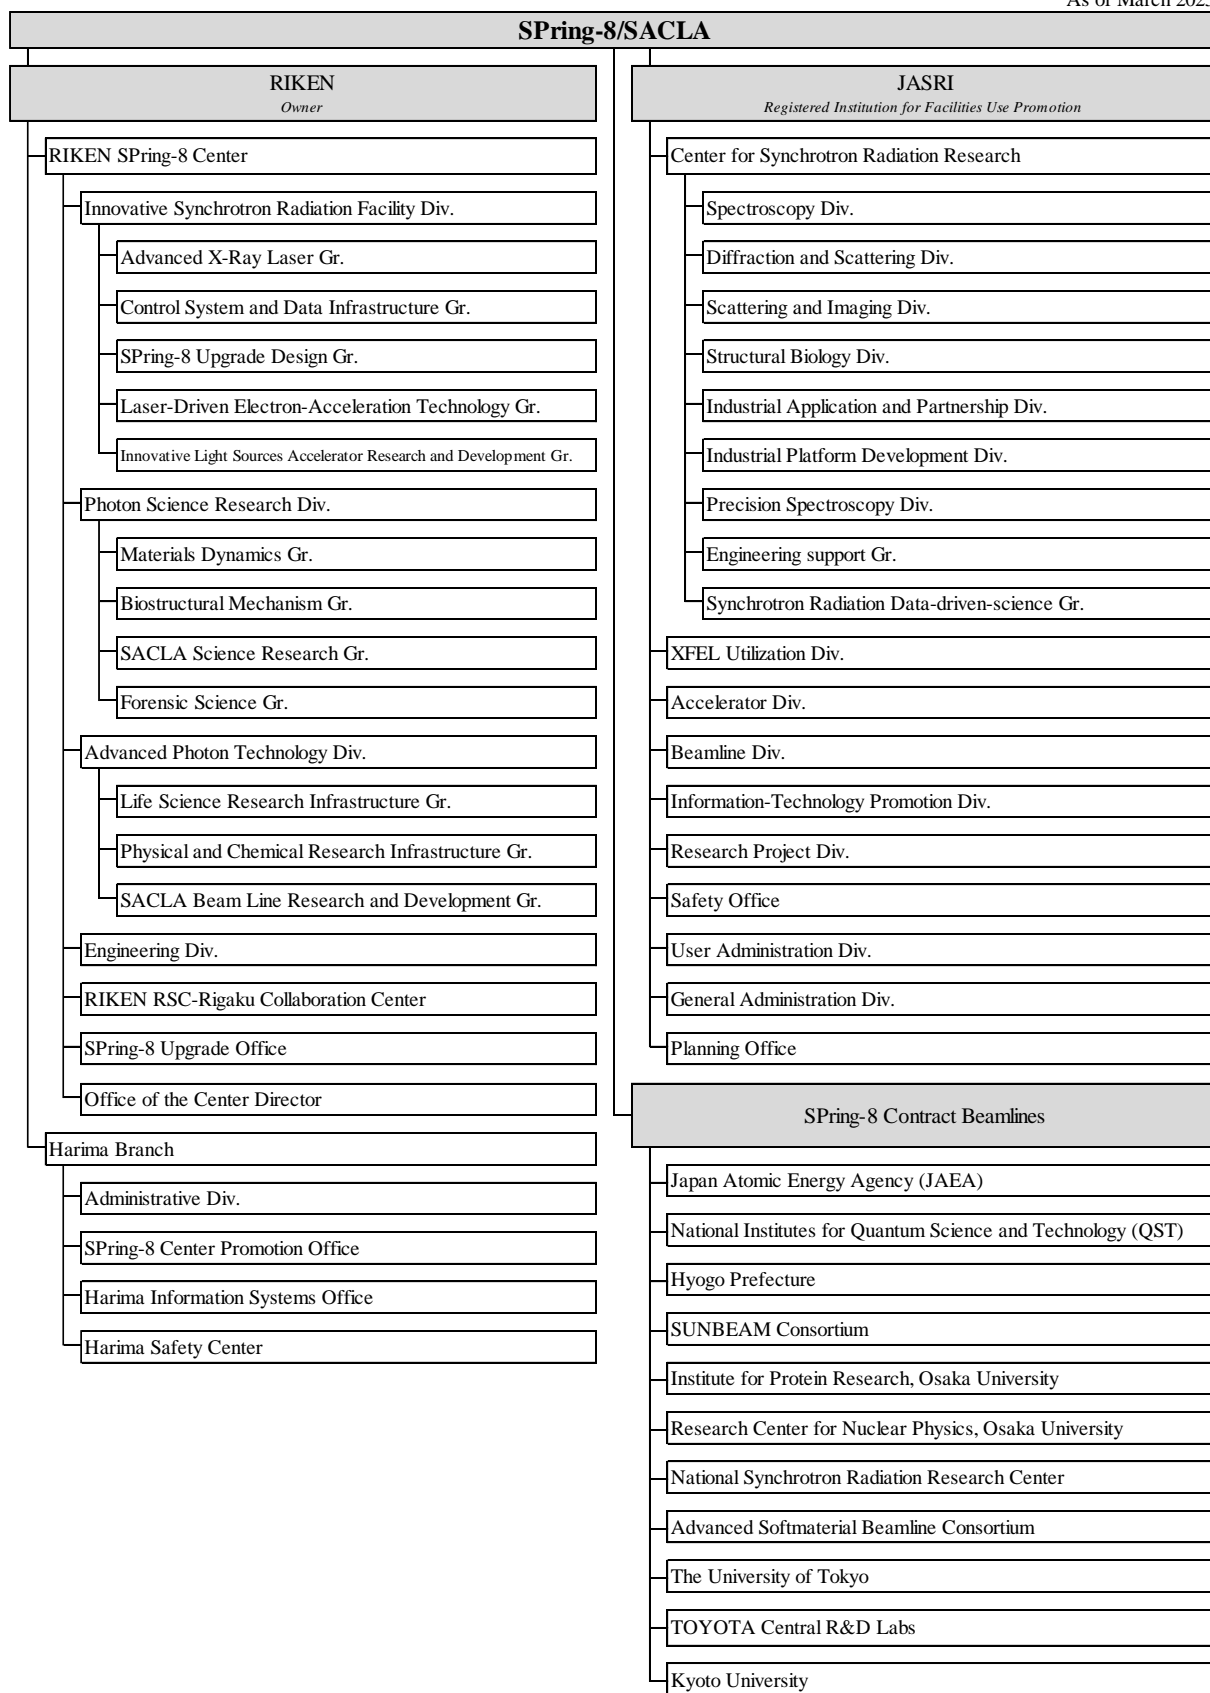 As of March 2023
SPring-8/SACLA
RIKEN
Owner
RIKEN SPring-8 Center
Innovative Synchrotron Radiation Facility Div.
Advanced X-Ray Laser Gr.
Control System and Data Infrastructure Gr.
SPring-8 Upgrade Design Gr.
Laser-Driven Electron-Acceleration Technology Gr.
Innovative Light Sources Accelerator Research and Development Gr.
Photon Science Research Div.
Materials Dynamics Gr.
Biostructural Mechanism Gr.
SACLA Science Research Gr.
Forensic Science Gr.
Advanced Photon Technology Div.
Life Science Research Infrastructure Gr.
Physical and Chemical Research Infrastructure Gr.
SACLA Beam Line Research and Development Gr.
Engineering Div.
RIKEN RSC-Rigaku Collaboration Center
SPring-8 Upgrade Office
Office of the Center Director
Harima Branch
Administrative Div.
SPring-8 Center Promotion Office
Harima Information Systems Office
Harima Safety Center
JASRI
Registered Institution for Facilities Use Promotion
Center for Synchrotron Radiation Research
Spectroscopy Div.
Diffraction and Scattering Div.
Scattering and Imaging Div.
Structural Biology Div.
Industrial Application and Partnership Div.
Industrial Platform Development Div.
Precision Spectroscopy Div.
Engineering support Gr.
Synchrotron Radiation Data-driven-science Gr.
XFEL Utilization Div.
Accelerator Div.
Beamline Div.
Information-Technology Promotion Div.
Research Project Div.
Safety Office
User Administration Div.
General Administration Div.
Planning Office
SPring-8 Contract Beamlines
Japan Atomic Energy Agency (JAEA)
National Institutes for Quantum Science and Technology (QST)
Hyogo Prefecture
SUNBEAM Consortium
Institute for Protein Research, Osaka University
Research Center for Nuclear Physics, Osaka University
National Synchrotron Radiation Research Center
Advanced Softmaterial Beamline Consortium
The University of Tokyo
TOYOTA Central R&D Labs
Kyoto University